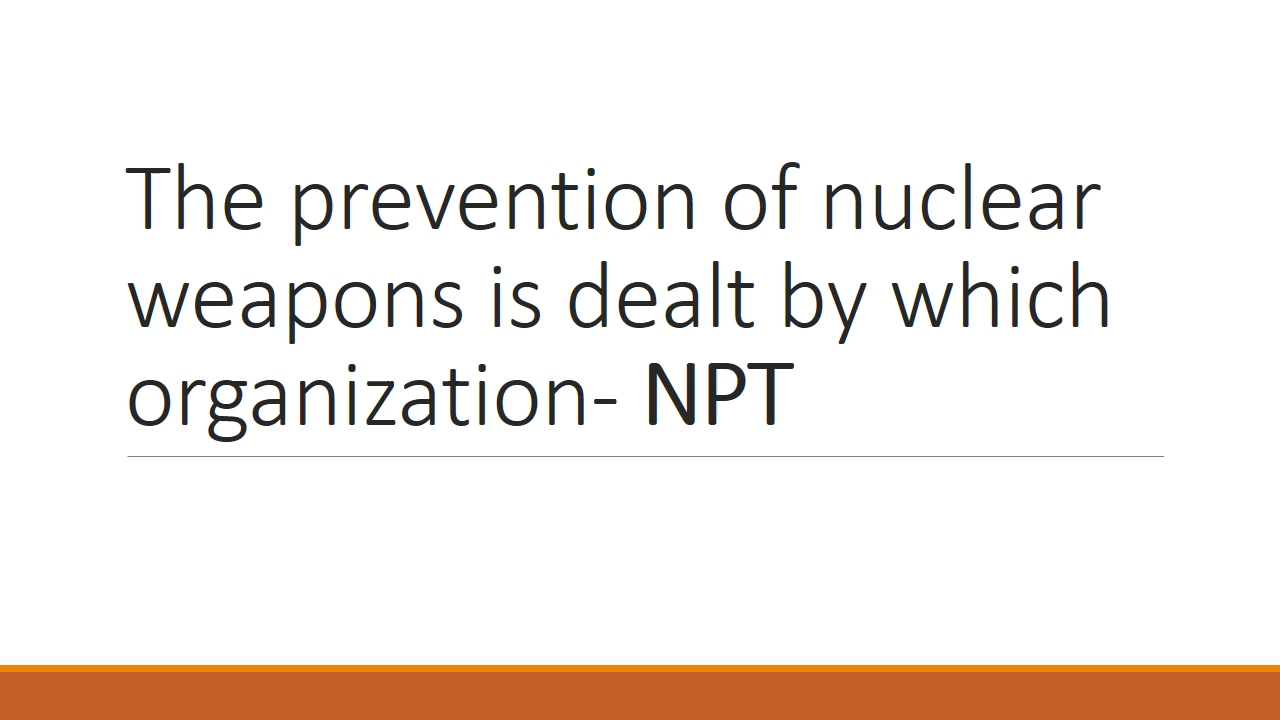 The prevention of nuclear
weapons is dealt by which
organization- NPT